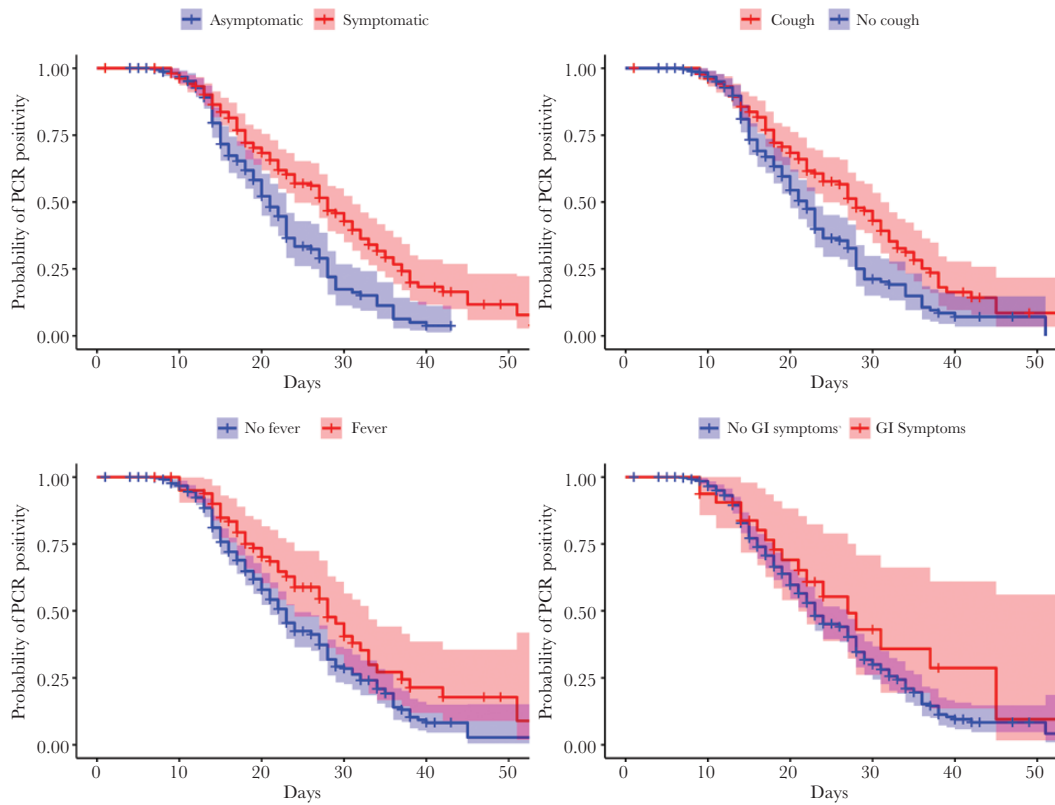 Asymptomatic Symptomatic
Probability of PCR positivity
1.00
0.75
0.50
0.25
0.00
0 10 20 30 40 50
Days
Cough No cough
Probability of PCR positivity
1.00
0.75
0.50
0.25
0.00
0 10 20 30 40 50
Days
No fever Fever
Probability of PCR positivity
1.00
0.75
0.50
0.25
0.00
0 10 20 30 40 50
Days
No GI symptoms GI Symptoms
Probability of PCR positivity
1.00
0.75
0.50
0.25
0.00
0 10 20 30 40 50
Days